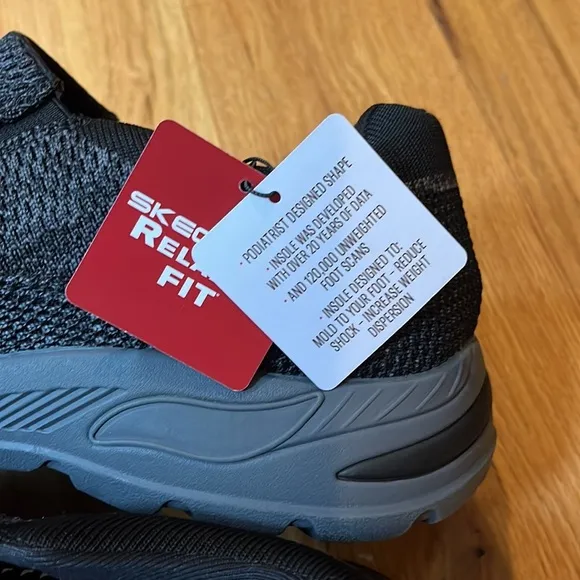 SKEC
RELA
FIT
• PODIATRIST DESIGNED SHAPE
• INSOLE WAS DEVELOPED
WITH OVER 20 YEARS OF DATA
• AND 120,000 UNWEIGHTED
FOOT SCANS
• INSOLE DESIGNED TO:
MOLD TO YOUR FOOT - REDUCE
SHOCK - INCREASE WEIGHT
DISPERSION